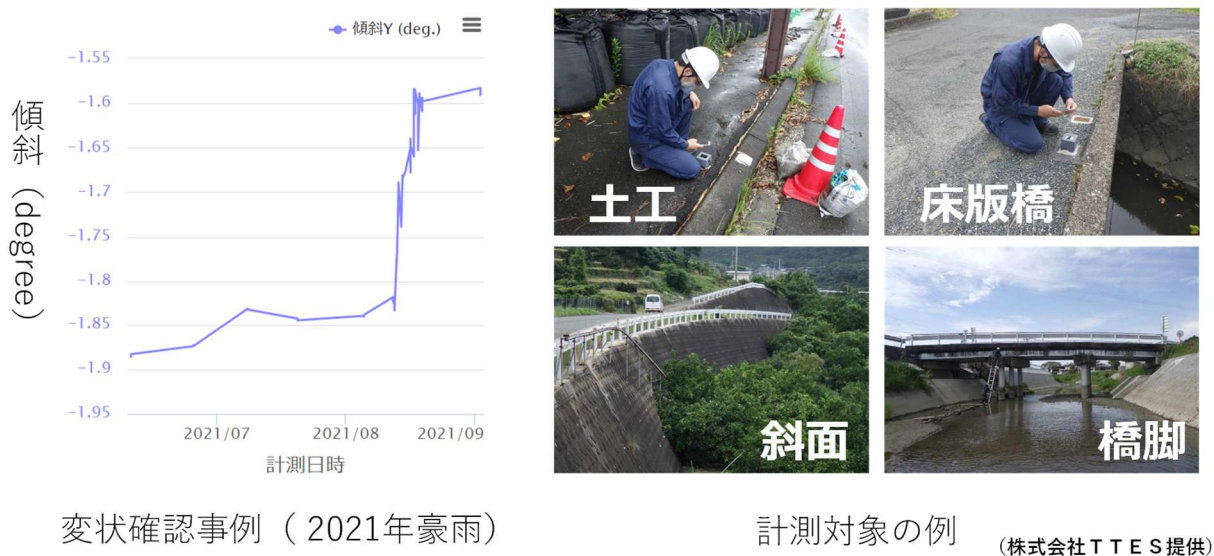 傾斜Y (deg.)
-1.55
-1.6
-1.65
-1.7
-1.75
-1.8
-1.85
-1.9
-1.95
傾斜（degree）
2021/07
2021/08
2021/09
計測日時
変状確認事例（ 2021年豪雨）
土工
床版橋
斜面
橋脚
計測対象の例
（株式会社ＴＴＥＳ提供）